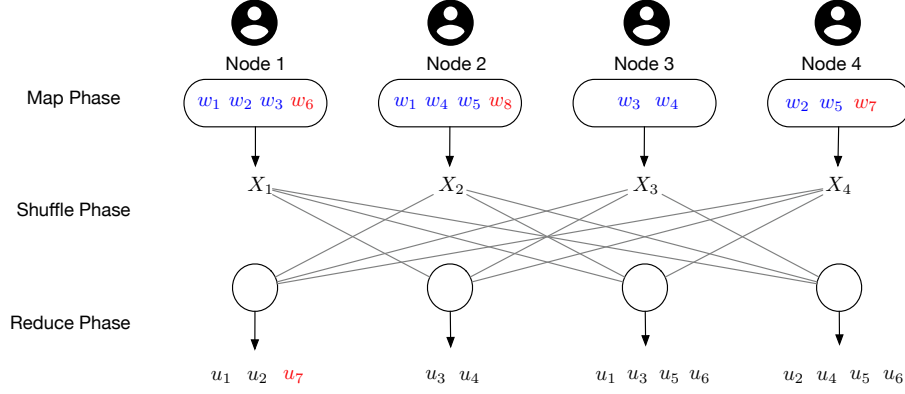 Node 1 Node 2 Node 3 Node 4
Map Phase
w₁ w₂ w₃ w₆ w₁ w₄ w₅ w₈ w₃ w₄ w₂ w₅ w₇
X₁ X₂ X₃ X₄
Shuffle Phase
Reduce Phase
u₁ u₂ u₇ u₃ u₄ u₁ u₃ u₅ u₆ u₂ u₄ u₅ u₆